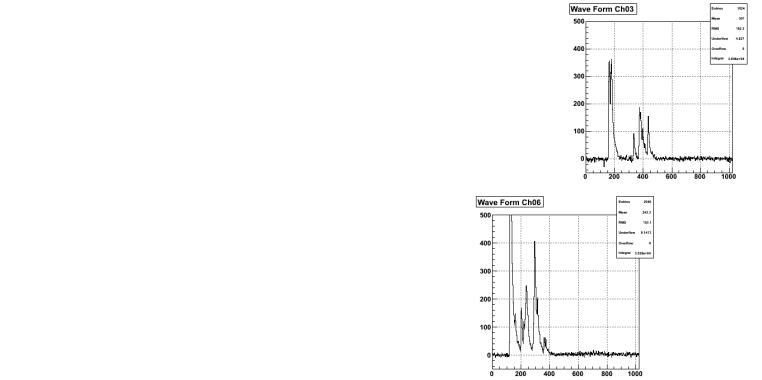 Wave Form Ch03
Entries 1024
Mean 307
RMS
Underflow
Overflow 0
Integral
500
400
300
200
100
0
0 200 400 600 800 1000
Wave Form Ch06
Entries
Mean
RMS
Underflow
Overflow 0
Integral
500
400
300
200
100
0
0 200 400 600 800 1000